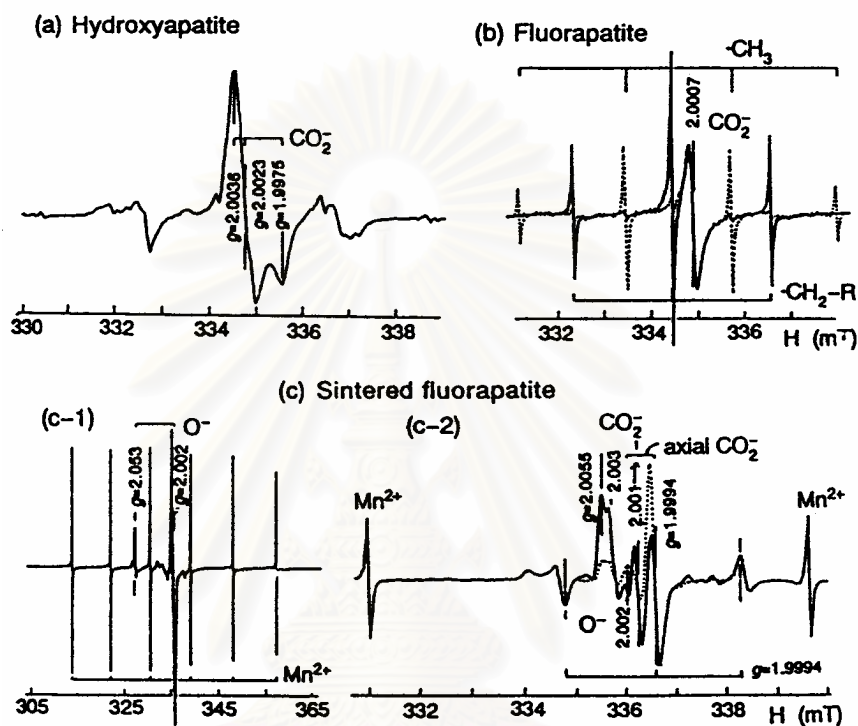 (a) Hydroxyapatite
CO₂⁻
g=2.0036
g=2.0023
g=1.9975
330 332 334 336 338
(b) Fluorapatite
·CH₃
2.0007
CO₂⁻
·CH₂–R
332 334 336 H (mT)
(c) Sintered fluorapatite
(c-1)
O⁻
g=2.053
g=2.002
Mn²⁺
305 325 345 365
(c-2)
CO₂⁻
axial CO₂⁻
g=2.0055
2.003
2.001
g=1.9994
Mn²⁺
Mn²⁺
O⁻
2.002
g=1.9994
332 334 336 338 H (mT)